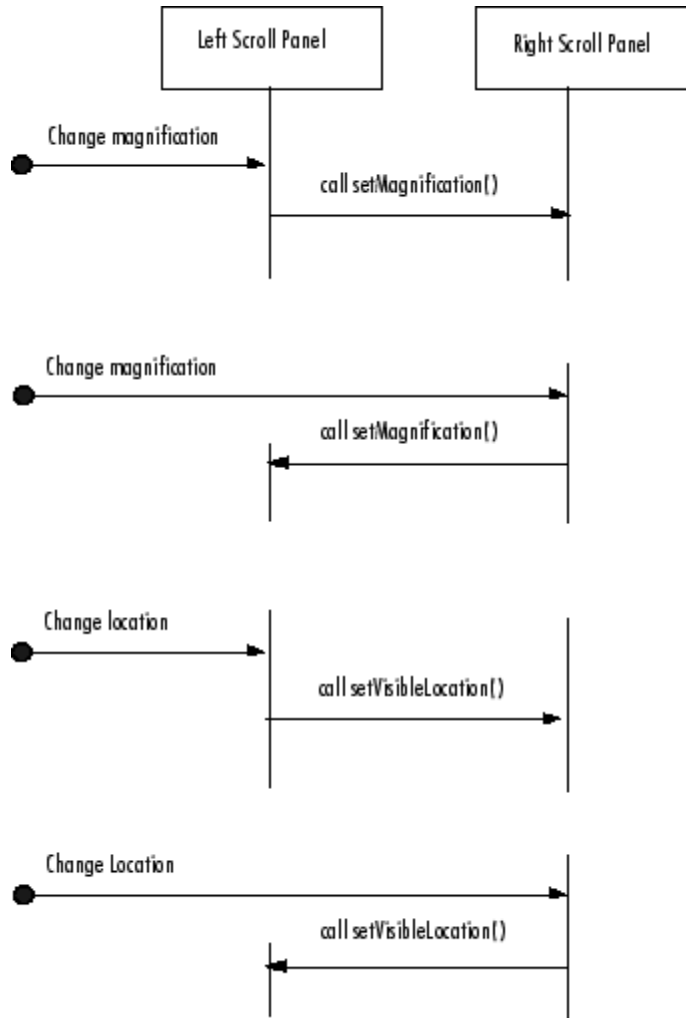 Left Scroll Panel
Right Scroll Panel
Change magnification
call setMagnification()
Change magnification
call setMagnification()
Change location
call setVisibleLocation()
Change Location
call setVisibleLocation()